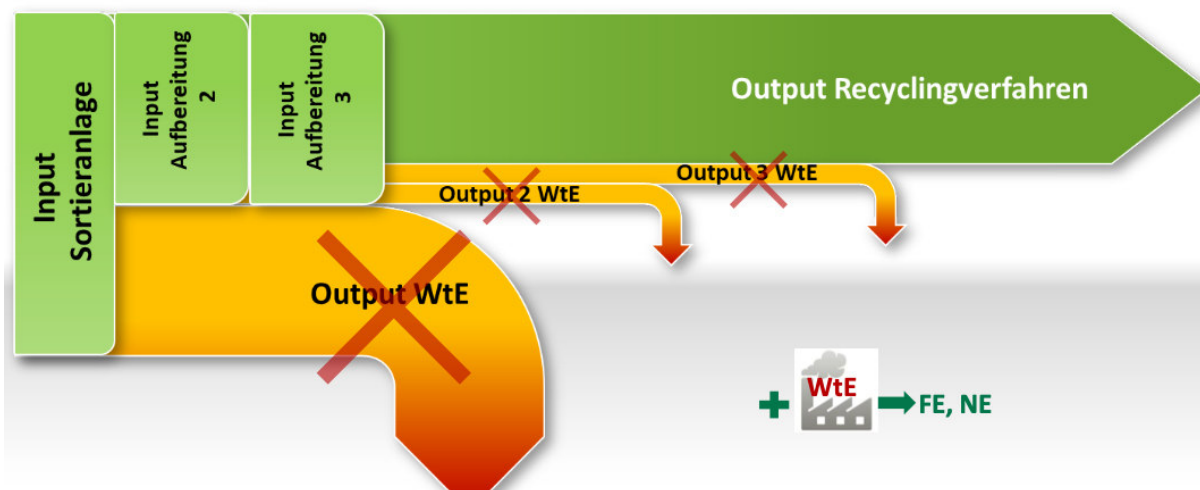 Input
Sortieranlage
Input
Aufbereitung
2
Input
Aufbereitung
3
Output Recyclingverfahren
Output 3 WtE
Output 2 WtE
Output WtE
+
WtE
FE, NE